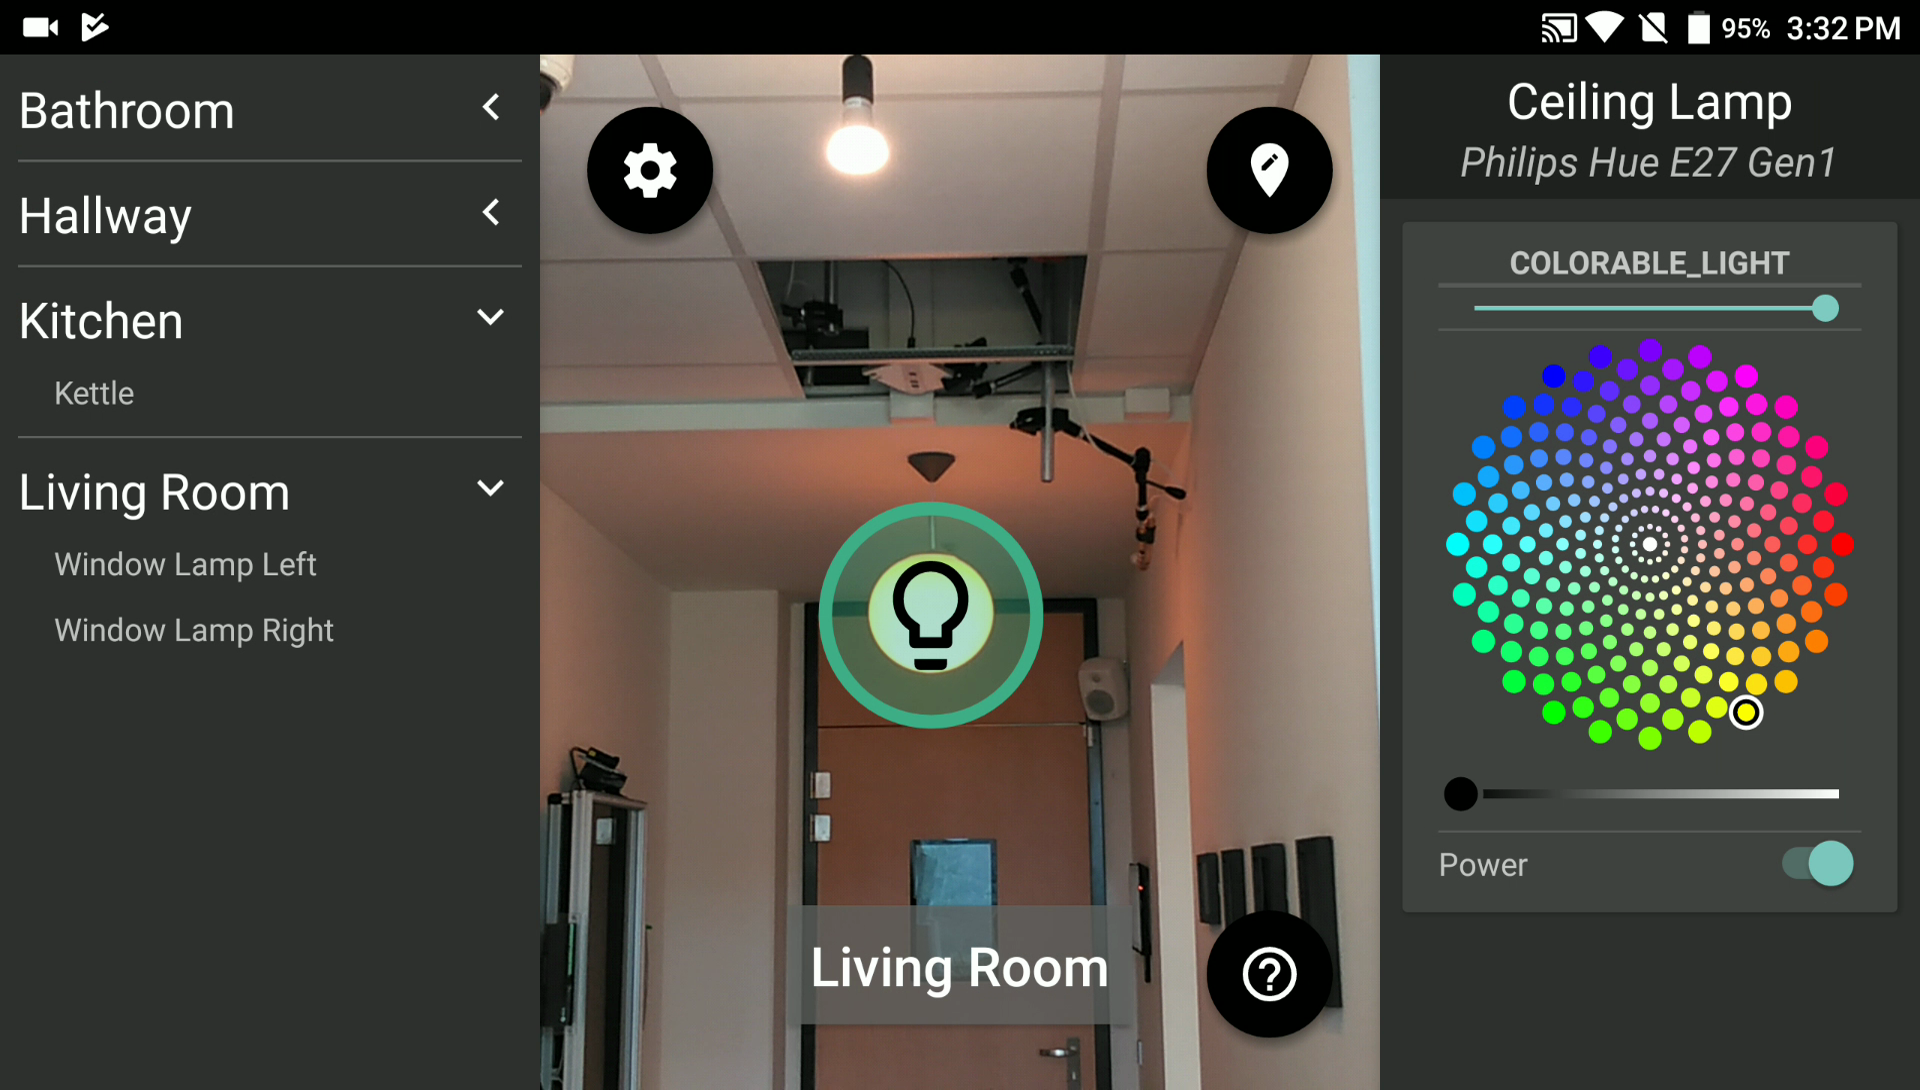 95% 3:32 PM
Bathroom
Hallway
Kitchen
Kettle
Living Room
Window Lamp Left
Window Lamp Right
Living Room
Ceiling Lamp
Philips Hue E27 Gen1
COLORABLE_LIGHT
Power